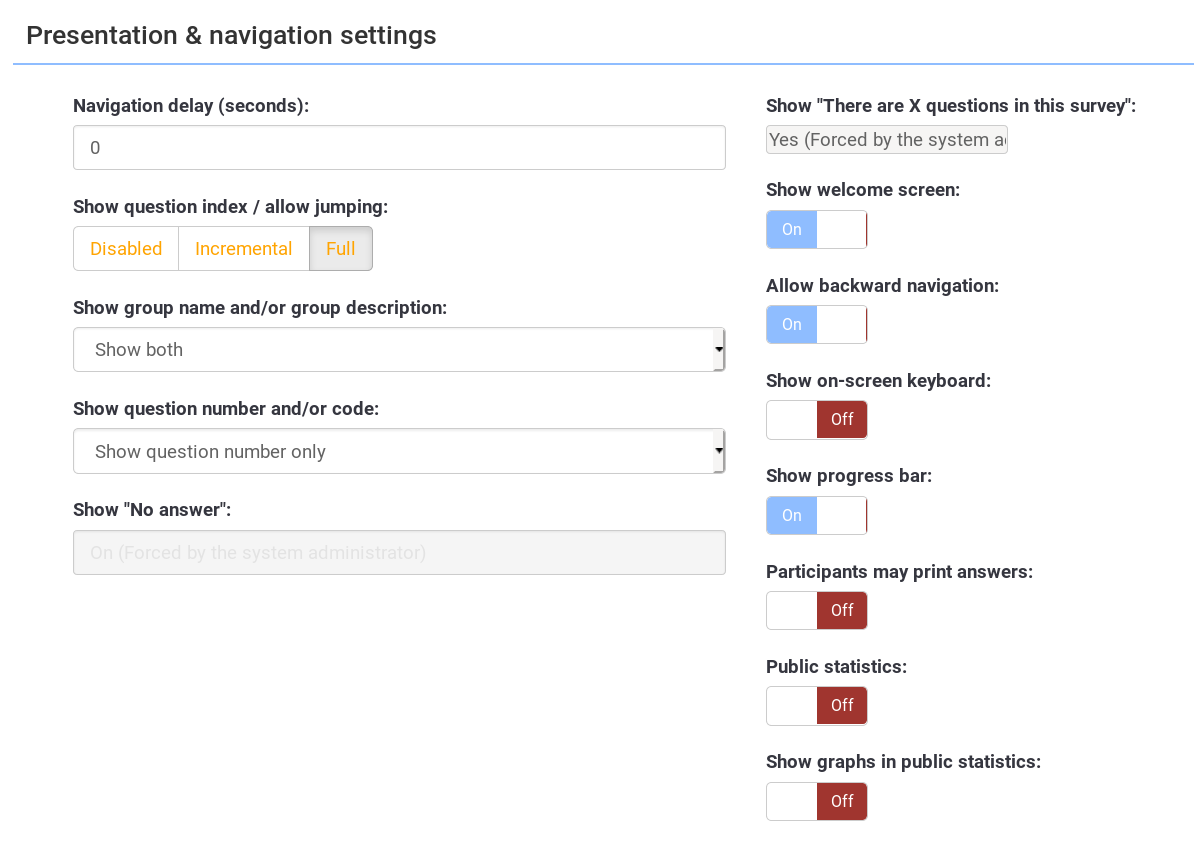 Presentation & navigation settings
Navigation delay (seconds):
0
Show question index / allow jumping:
Disabled Incremental Full
Show group name and/or group description:
Show both
Show question number and/or code:
Show question number only
Show "No answer":
On (Forced by the system administrator)
Show "There are X questions in this survey":
Yes (Forced by the system a
Show welcome screen:
On
Allow backward navigation:
On
Show on-screen keyboard:
Off
Show progress bar:
On
Participants may print answers:
Off
Public statistics:
Off
Show graphs in public statistics:
Off